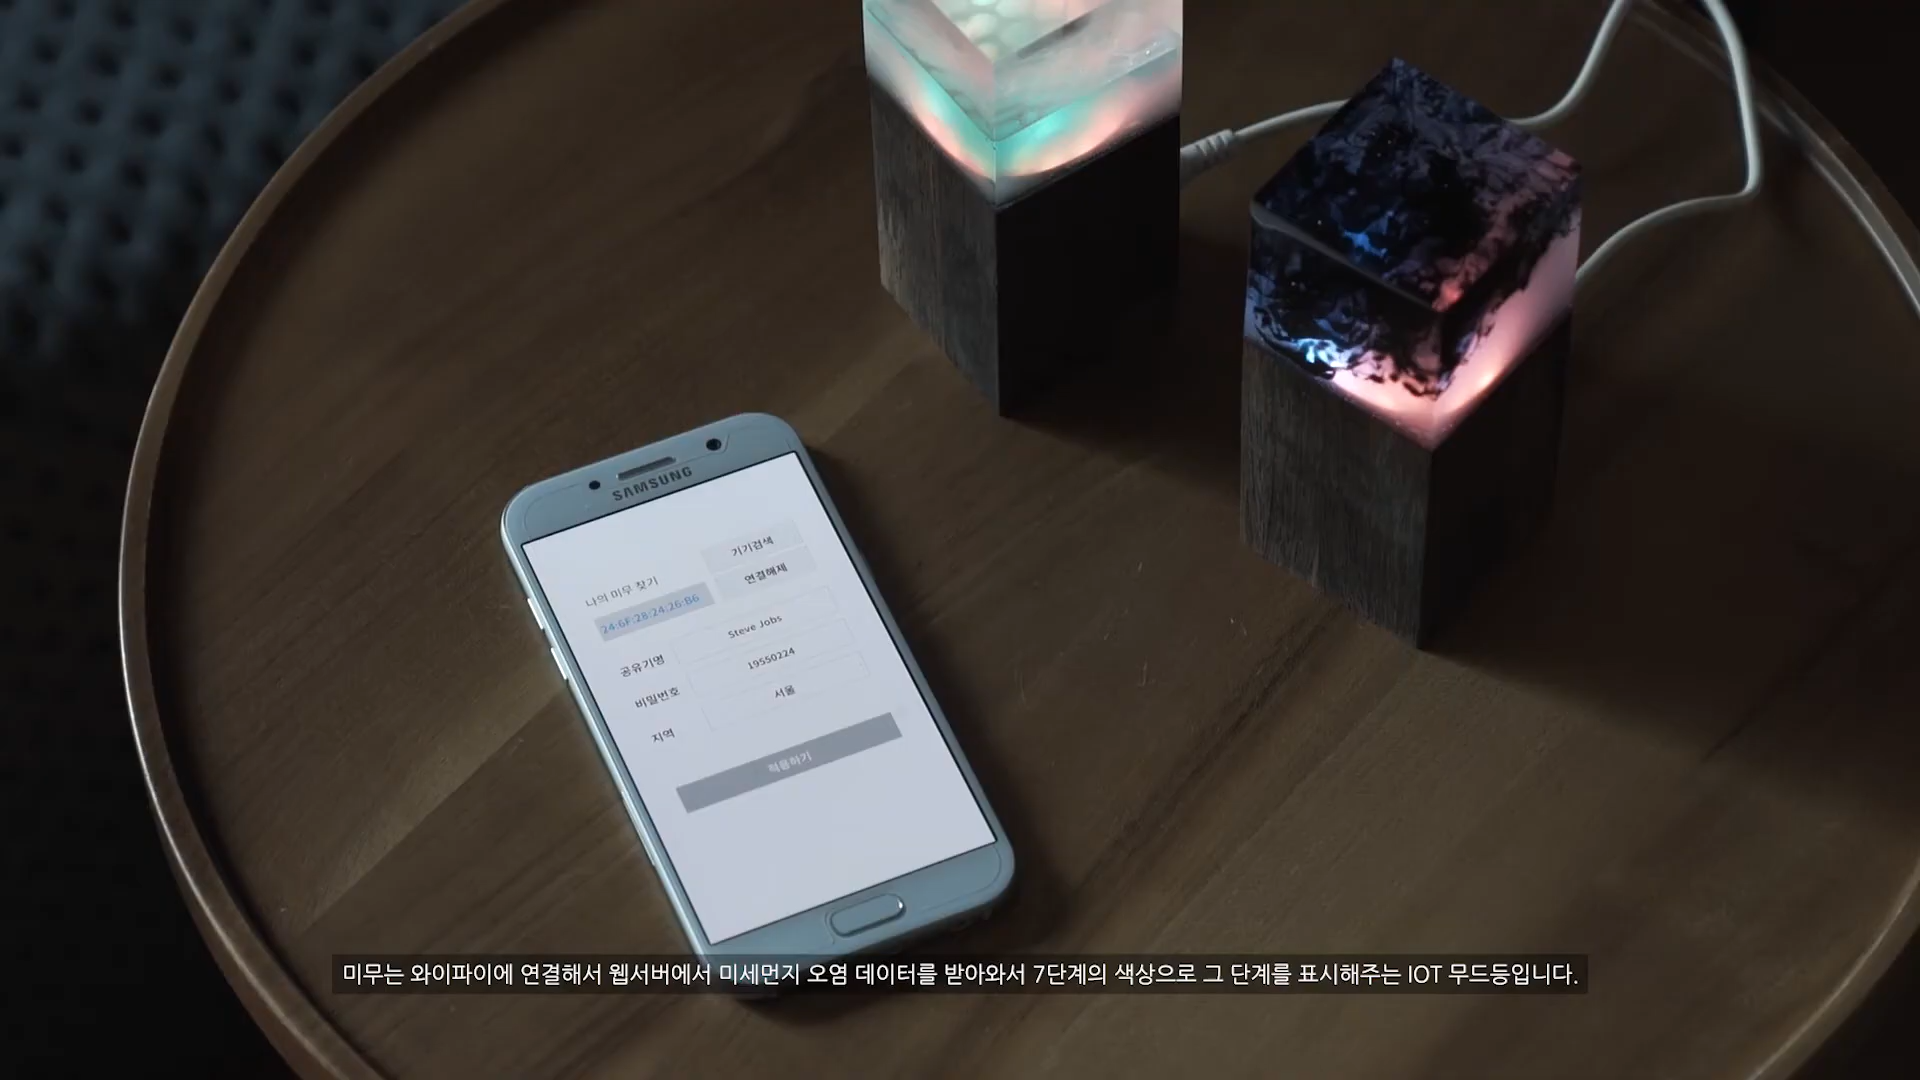 SAMSUNG
기기검색
연결해제
나의 미무 찾기
24:6F:28:24:26:B6
공유기명 Steve Jobs
비밀번호 19550224
지역 서울
적용하기
미무는 와이파이에 연결해서 웹서버에서 미세먼지 오염 데이터를 받아와서 7단계의 색상으로 그 단계를 표시해주는 IOT 무드등입니다.